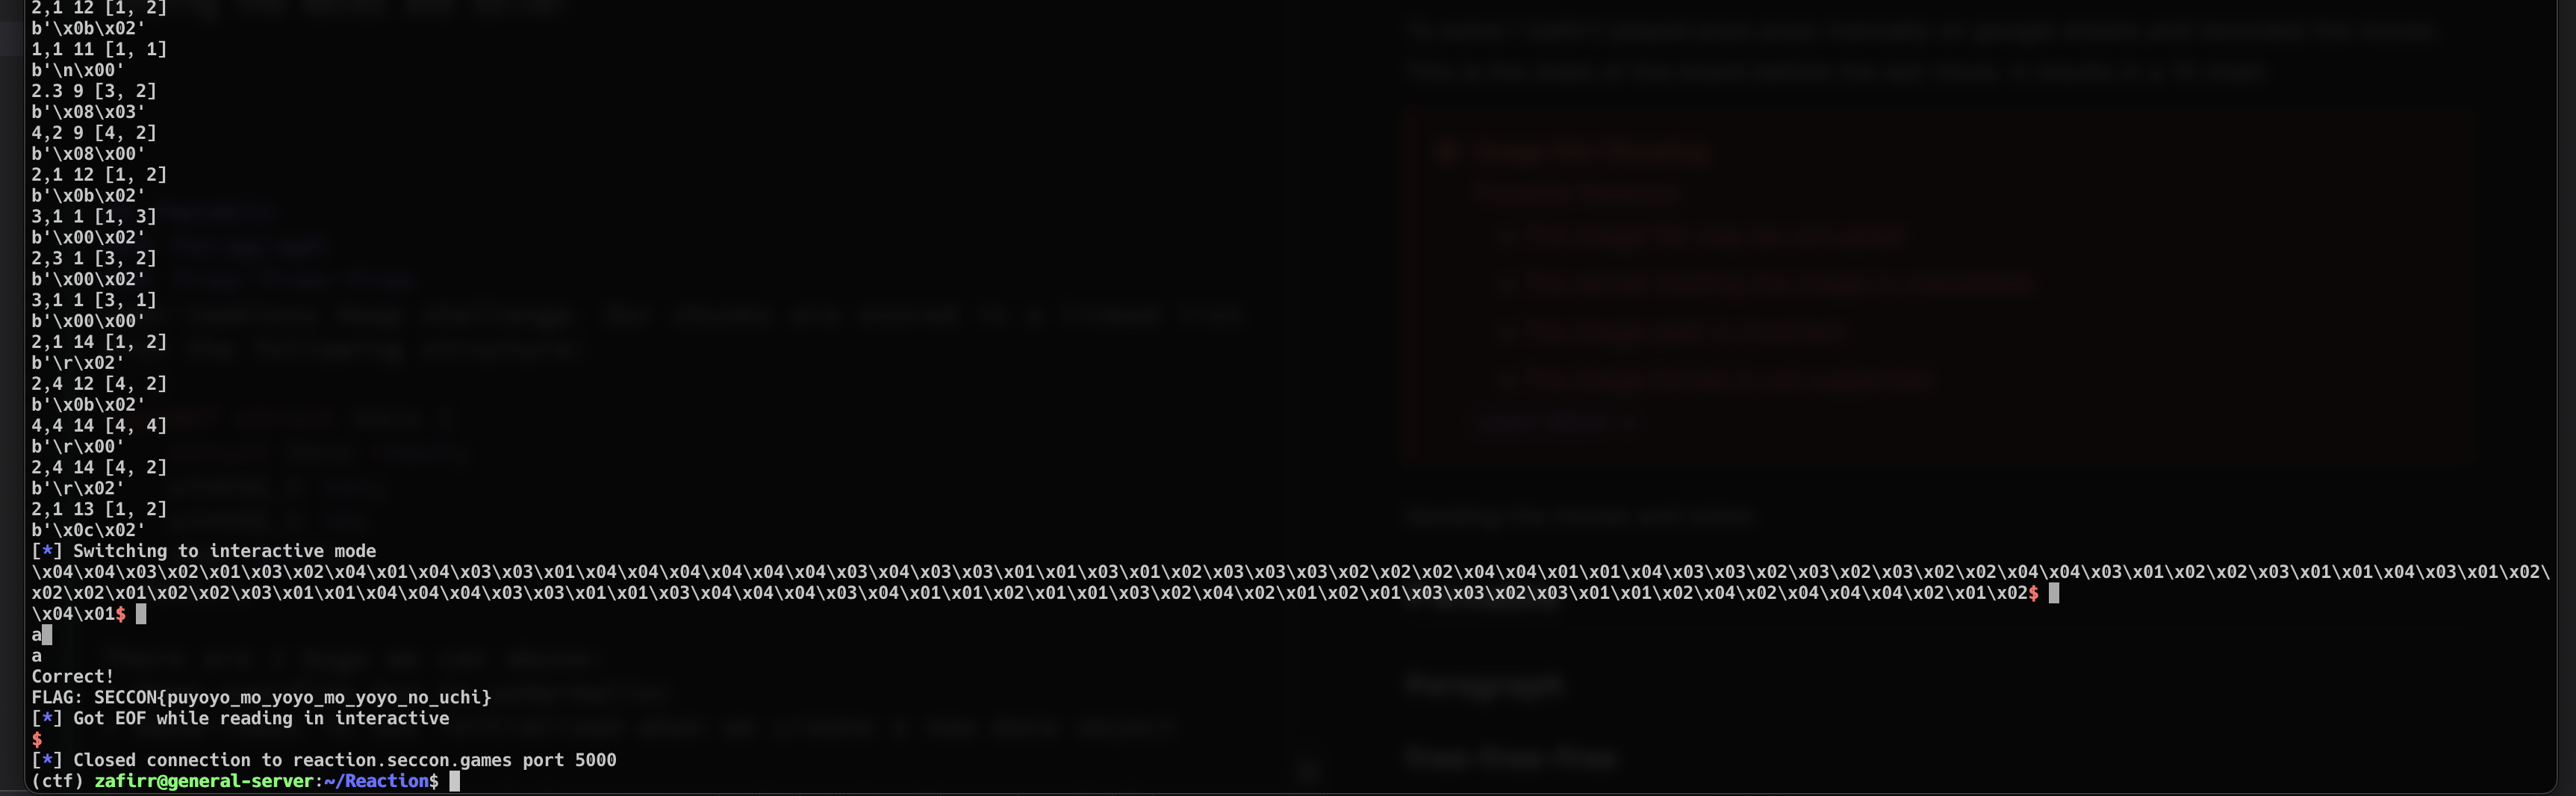 2,1 12 [1, 2]
b'\x0b\x02'
1,1 11 [1, 1]
b'\n\x00'
2.3 9 [3, 2]
b'\x08\x03'
4,2 9 [4, 2]
b'\x08\x00'
2,1 12 [1, 2]
b'\x0b\x02'
3,1 1 [1, 3]
b'\x00\x02'
2,3 1 [3, 2]
b'\x00\x02'
3,1 1 [3, 1]
b'\x00\x00'
2,1 14 [1, 2]
b'\r\x02'
2,4 12 [4, 2]
b'\x0b\x02'
4,4 14 [4, 4]
b'\r\x00'
2,4 14 [4, 2]
b'\r\x02'
2,1 13 [1, 2]
b'\x0c\x02'
[*] Switching to interactive mode
\x04\x04\x03\x02\x01\x03\x02\x04\x01\x04\x03\x03\x01\x04\x04\x04\x04\x04\x04\x03\x04\x03\x03\x01\x01\x03\x01\x02\x03\x03\x03\x02\x02\x02\x04\x04\x01\x01\x04\x03\x03\x02\x03\x02\x03\x02\x02\x04\x04\x03\x01\x02\x02\x03\x01\x01\x04\x03\x01\x02\
x02\x02\x01\x02\x02\x03\x01\x01\x04\x04\x04\x03\x03\x01\x01\x03\x04\x04\x04\x03\x04\x01\x01\x02\x01\x01\x03\x02\x04\x02\x01\x02\x01\x03\x03\x02\x03\x01\x01\x02\x04\x02\x04\x04\x04\x02\x01\x02$
\x04\x01$
a
a
Correct!
FLAG: SECCON{puyoyo_mo_yoyo_mo_yoyo_no_uchi}
[*] Got EOF while reading in interactive
$
[*] Closed connection to reaction.seccon.games port 5000
(ctf) zafirr@general-server:~/Reaction$